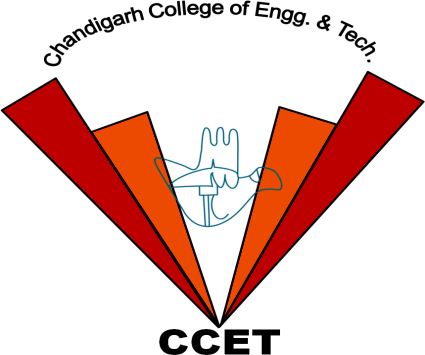 Chandigarh College of Engg. & Tech.
CCET